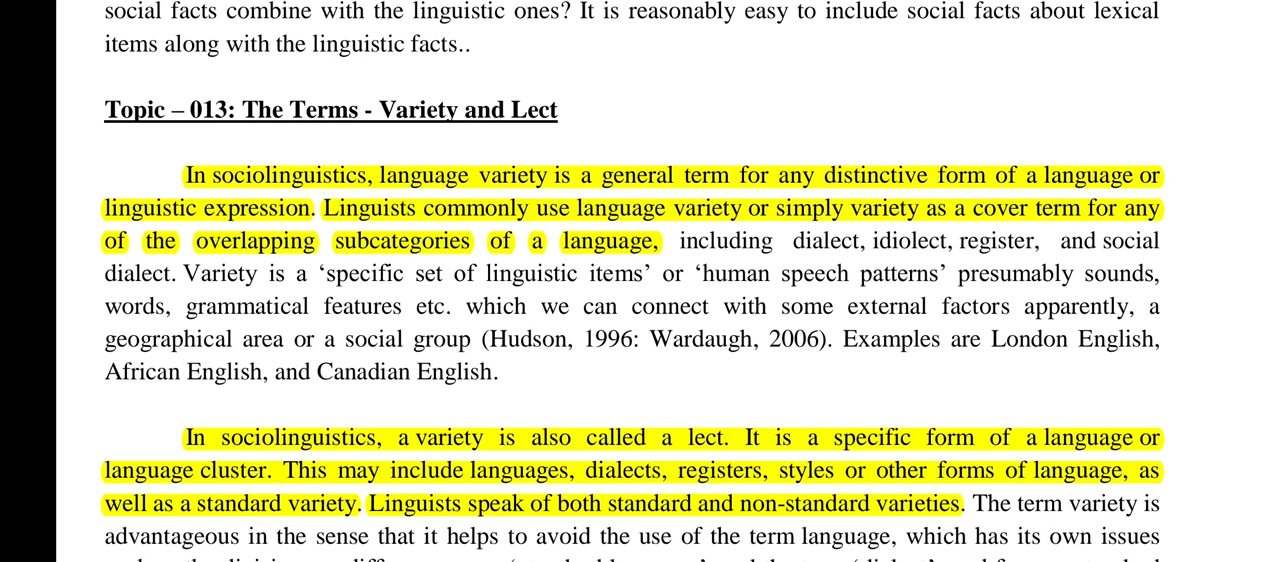 social facts combine with the linguistic ones? It is reasonably easy to include social facts about lexical
items along with the linguistic facts..
Topic – 013: The Terms - Variety and Lect
In sociolinguistics, language variety is a general term for any distinctive form of a language or
linguistic expression. Linguists commonly use language variety or simply variety as a cover term for any
of the overlapping subcategories of a language, including dialect, idiolect, register, and social
dialect. Variety is a ‘specific set of linguistic items’ or ‘human speech patterns’ presumably sounds,
words, grammatical features etc. which we can connect with some external factors apparently, a
geographical area or a social group (Hudson, 1996: Wardaugh, 2006). Examples are London English,
African English, and Canadian English.
In sociolinguistics, a variety is also called a lect. It is a specific form of a language or
language cluster. This may include languages, dialects, registers, styles or other forms of language, as
well as a standard variety. Linguists speak of both standard and non-standard varieties. The term variety is
advantageous in the sense that it helps to avoid the use of the term language, which has its own issues